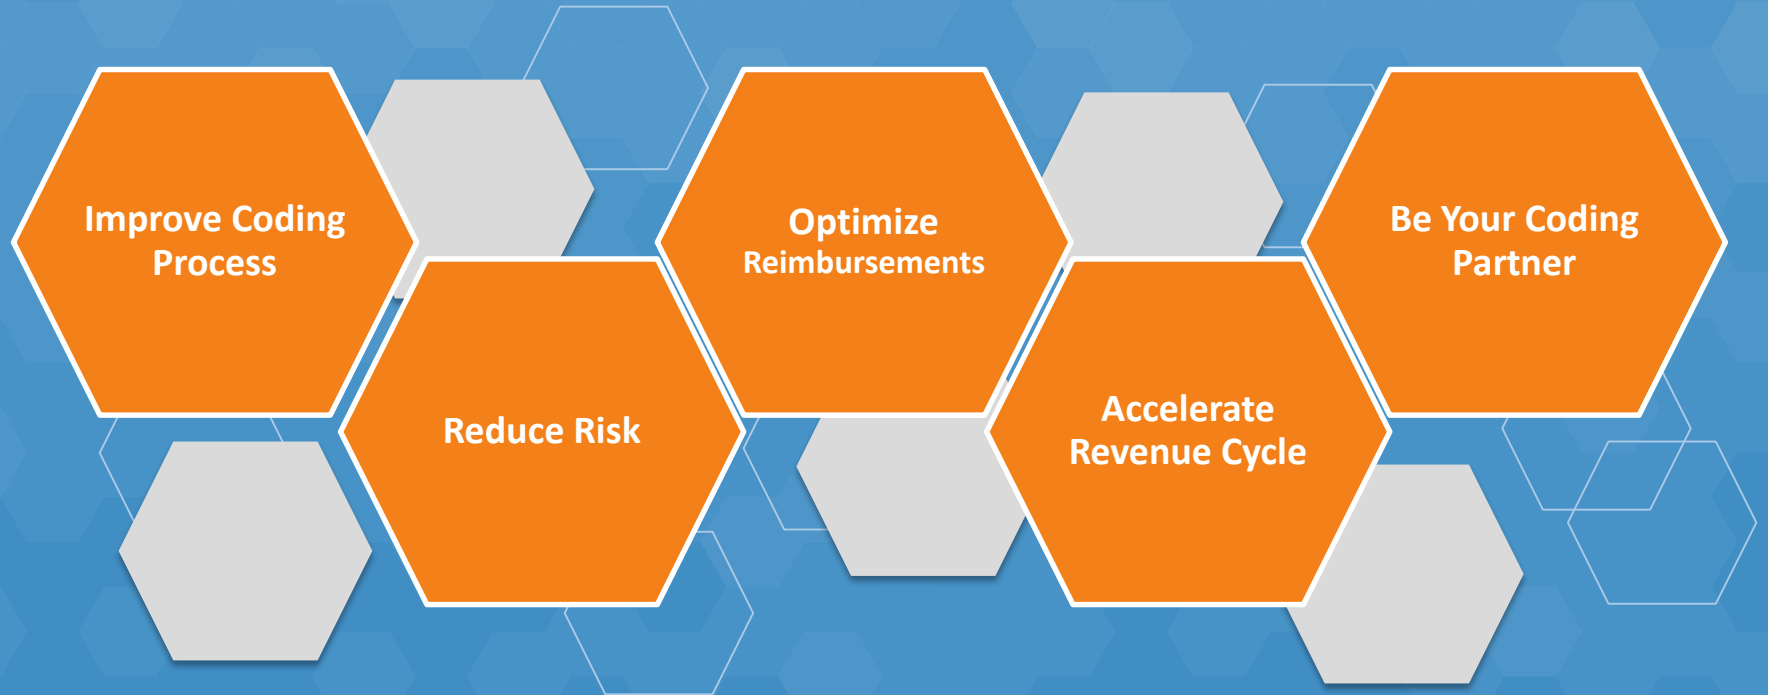 Improve Coding
Process
Reduce Risk
Optimize
Reimbursements
Accelerate
Revenue Cycle
Be Your Coding
Partner